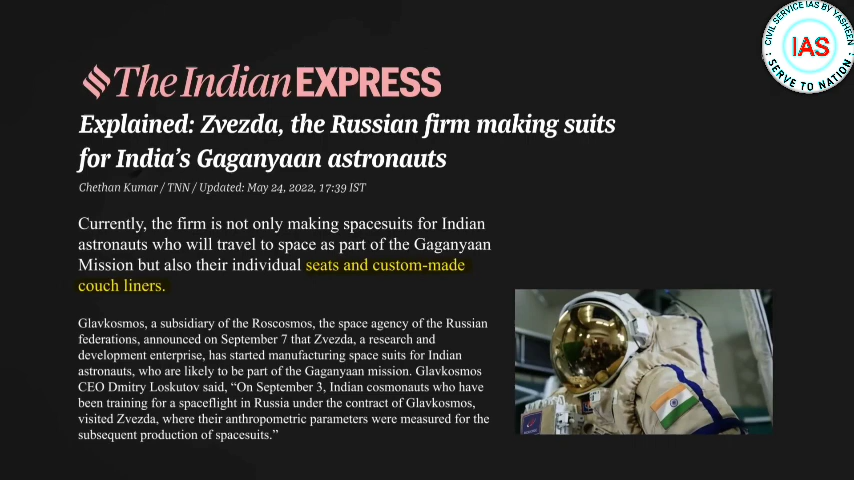 CIVIL SERVICE IAS BY YASHEEN
IAS
: SERVE TO NATION :
The Indian EXPRESS
Explained: Zvezda, the Russian firm making suits
for India's Gaganyaan astronauts
Chethan Kumar / TNN / Updated: May 24, 2022, 17:39 IST
Currently, the firm is not only making spacesuits for Indian
astronauts who will travel to space as part of the Gaganyaan
Mission but also their individual seats and custom-made
couch liners.
Glavkosmos, a subsidiary of the Roscosmos, the space agency of the Russian
federations, announced on September 7 that Zvezda, a research and
development enterprise, has started manufacturing space suits for Indian
astronauts, who are likely to be part of the Gaganyaan mission. Glavkosmos
CEO Dmitry Loskutov said, “On September 3, Indian cosmonauts who have
been training for a spaceflight in Russia under the contract of Glavkosmos,
visited Zvezda, where their anthropometric parameters were measured for the
subsequent production of spacesuits.”